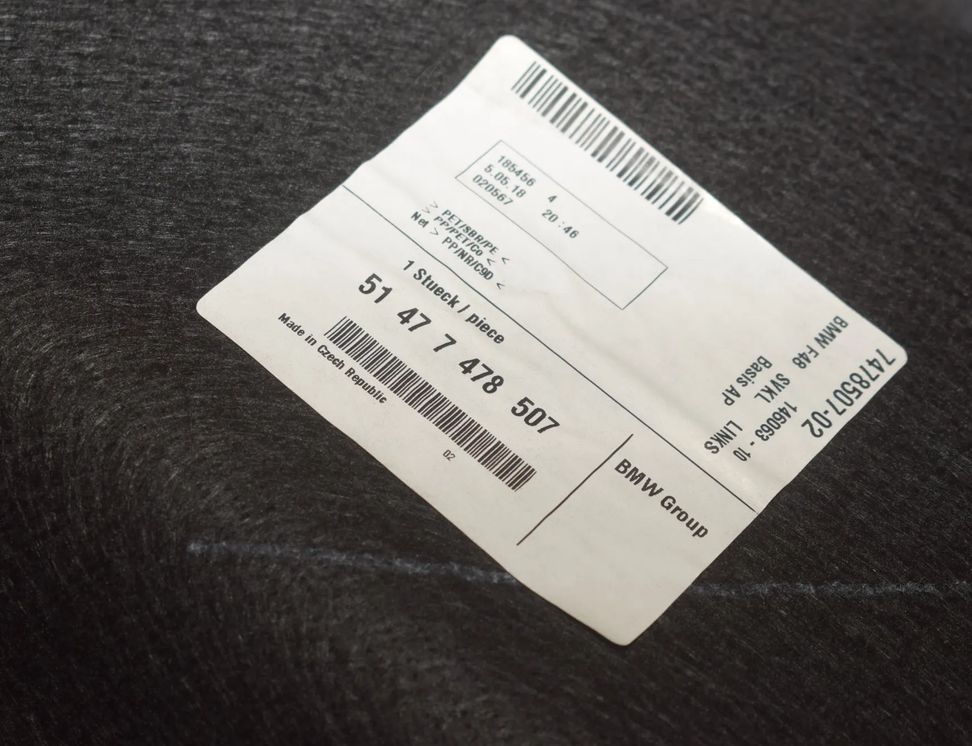 185456 4
5.05.18 20:46
020567
> PET/SBR/PE <
> PP/PET/Co <
Net > PP/NR/C9D <
1 Stueck / piece
51 47 7 478 507
Made in Czech Republic
02
BMW Group
7478507-02
BMW F48 SVKL 146063 - 10
Basis AP LINKS